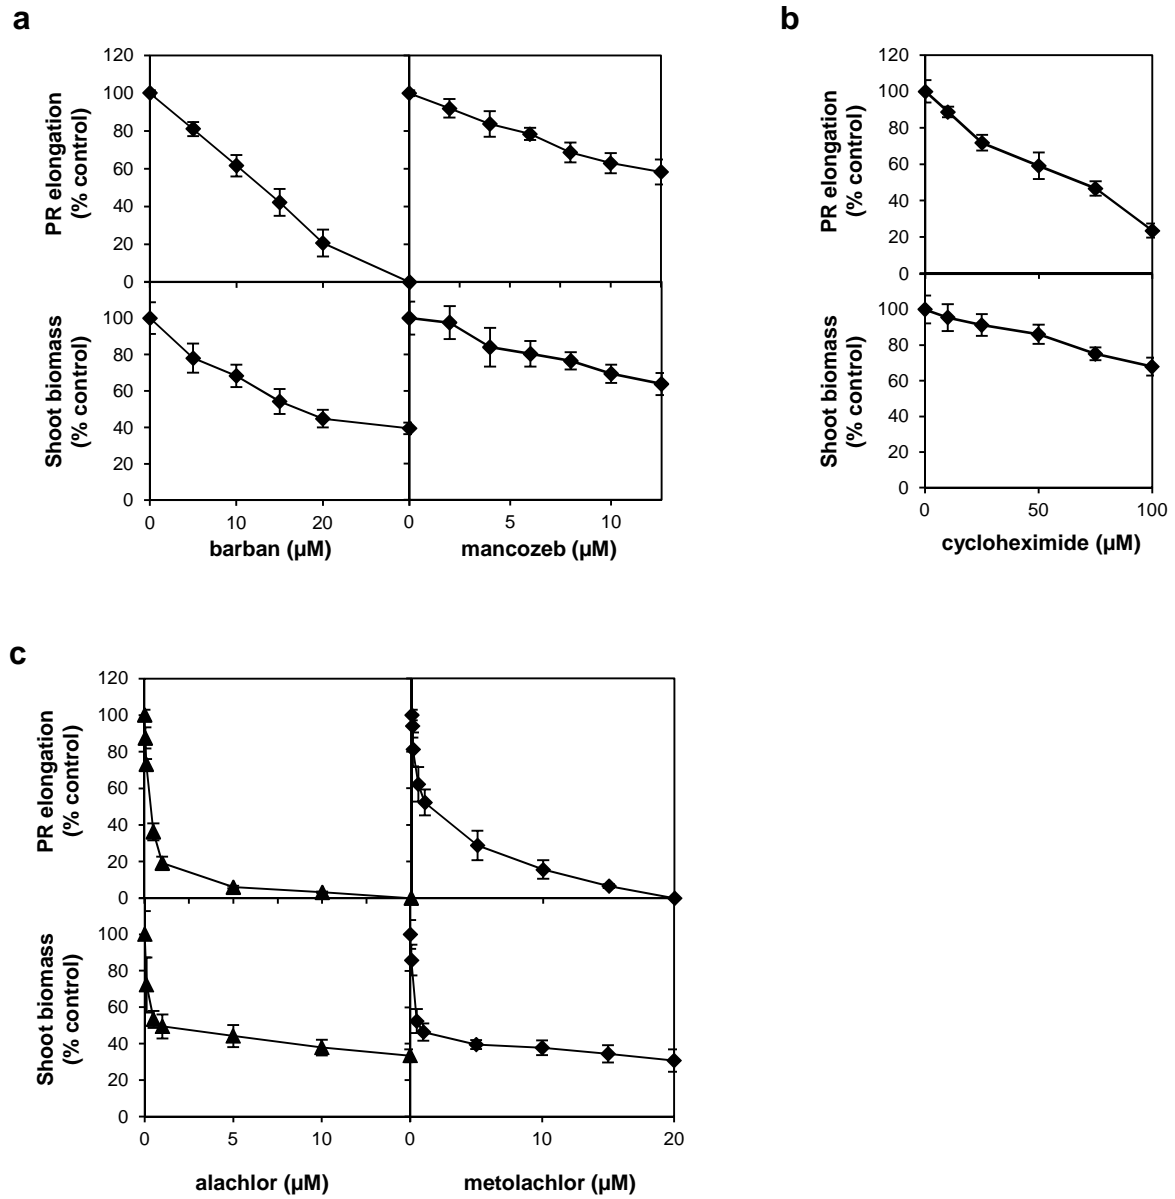 a
120
100
80
60
40
20
0
PR elongation
(% control)
100
80
60
40
20
0
Shoot biomass
(% control)
0 10 20
barban (µM)
0 5 10
mancozeb (µM)
b
120
100
80
60
40
20
0
PR elongation
(% control)
100
80
60
40
20
0
Shoot biomass
(% control)
0 50 100
cycloheximide (µM)
c
120
100
80
60
40
20
0
PR elongation
(% control)
100
80
60
40
20
0
Shoot biomass
(% control)
0 5 10
alachlor (µM)
0 10 20
metolachlor (µM)